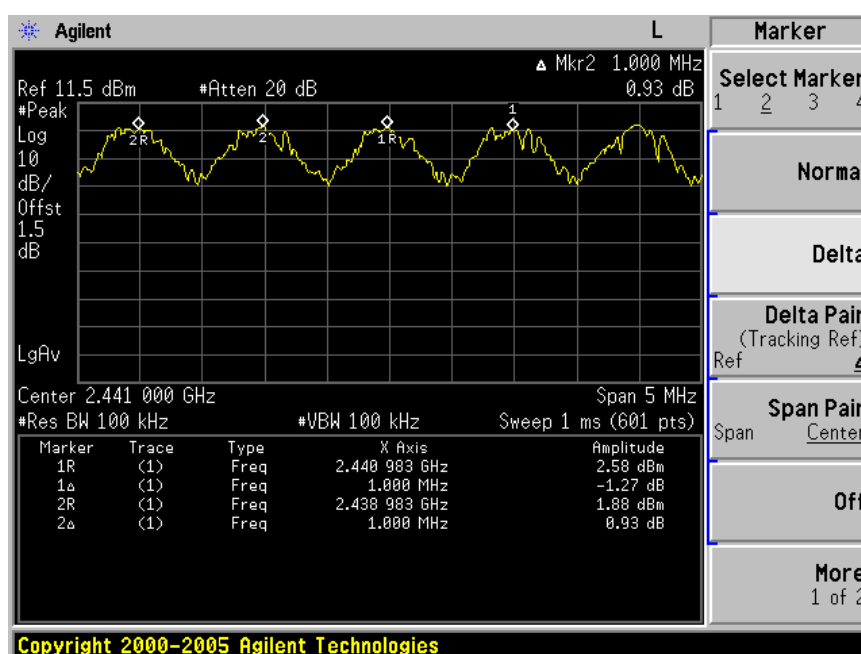 Agilent L Marker
Δ Mkr2 1.000 MHz
Ref 11.5 dBm #Atten 20 dB 0.93 dB
#Peak
Log
10
dB/
Offst
1.5
dB
LgAv
2R 2 1R 1
Center 2.441 000 GHz Span 5 MHz
#Res BW 100 kHz #VBW 100 kHz Sweep 1 ms (601 pts)
Marker Trace Type X Axis Amplitude
1R (1) Freq 2.440 983 GHz 2.58 dBm
1Δ (1) Freq 1.000 MHz -1.27 dB
2R (1) Freq 2.438 983 GHz 1.88 dBm
2Δ (1) Freq 1.000 MHz 0.93 dB
Select Marker
1 2 3 4
Norma
Delta
Delta Pair
(Tracking Ref)
Ref Δ
Span Pair
Span Center
Off
More
1 of 2
Copyright 2000-2005 Agilent Technologies